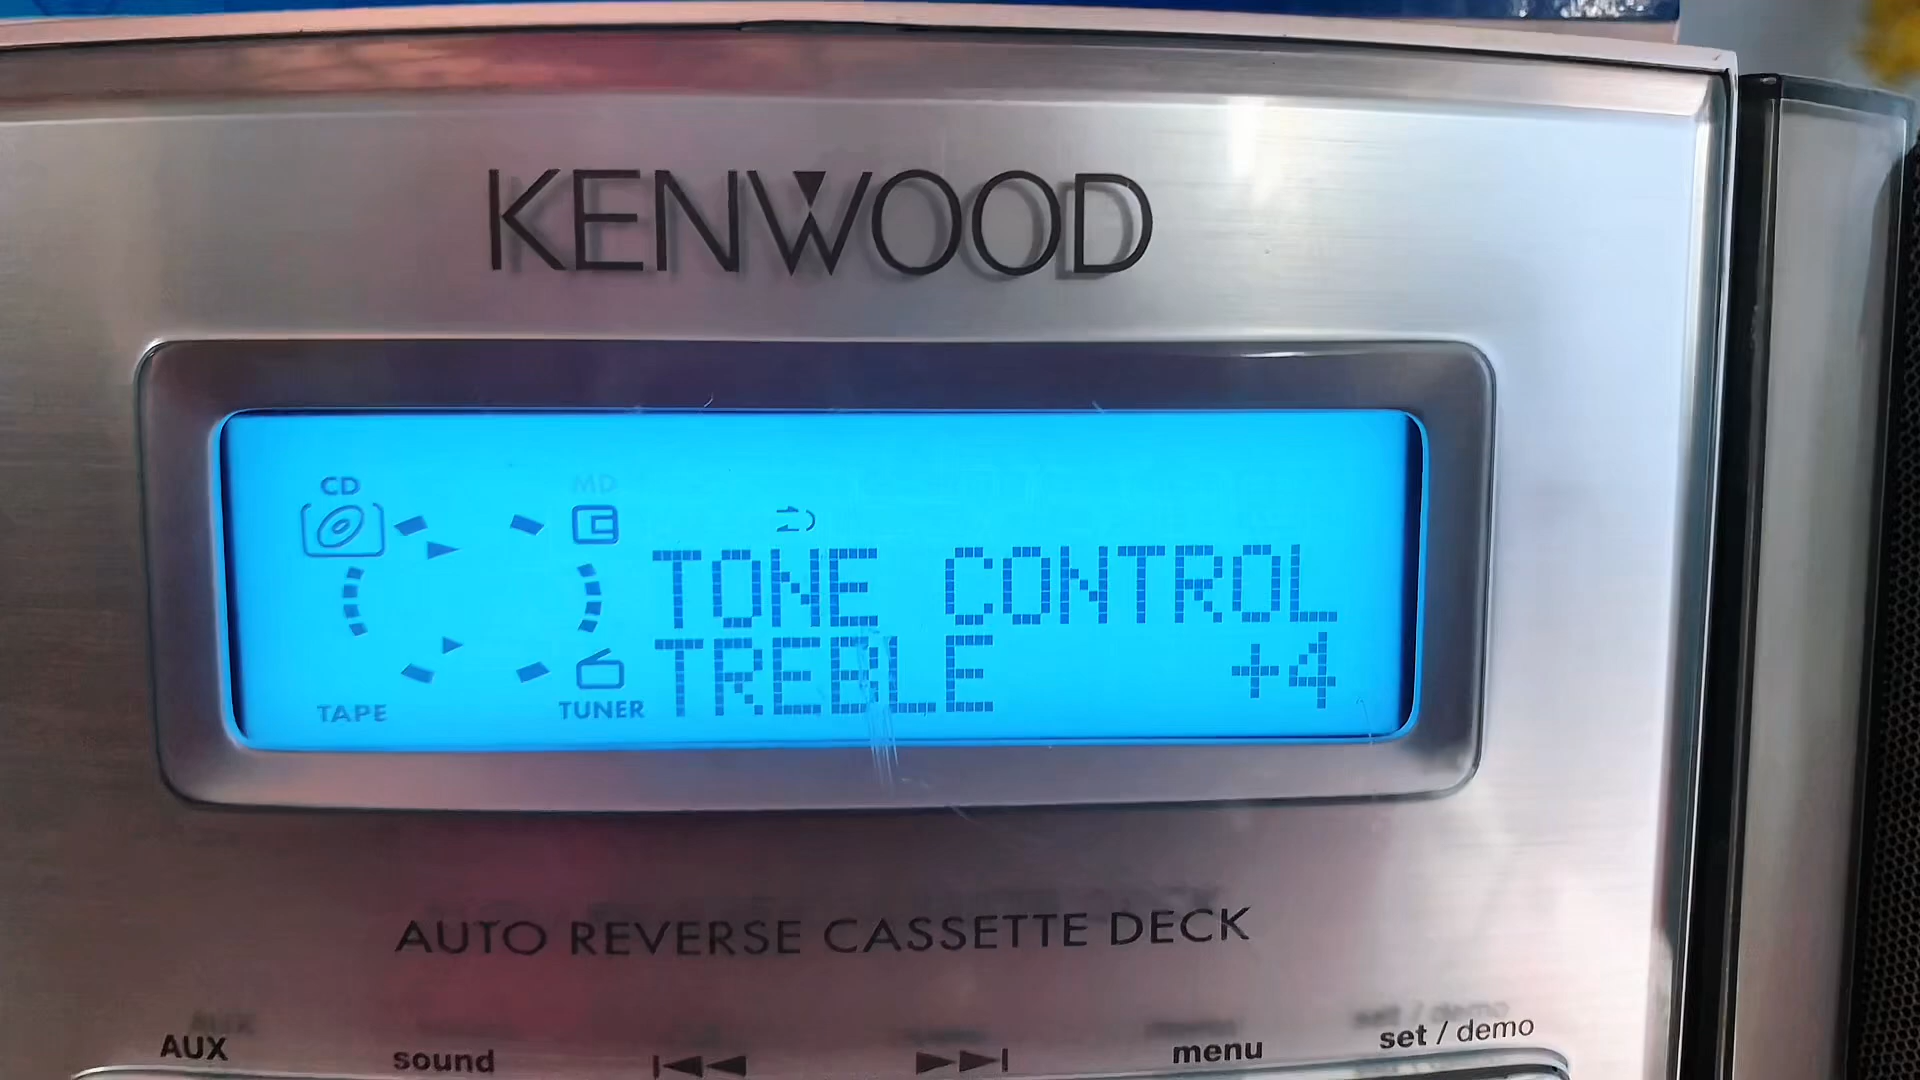 KENWOOD
CD MD
TONE CONTROL
TREBLE +4
TAPE TUNER
AUTO REVERSE CASSETTE DECK
AUX sound menu set / demo